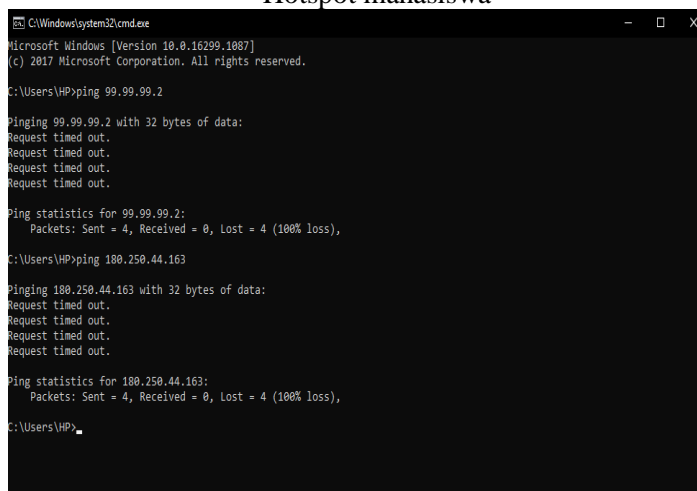 Hotspot mahasiswa
C:\Windows\system32\cmd.exe
Microsoft Windows [Version 10.0.16299.1087]
(c) 2017 Microsoft Corporation. All rights reserved.
C:\Users\HP>ping 99.99.99.2
Pinging 99.99.99.2 with 32 bytes of data:
Request timed out.
Request timed out.
Request timed out.
Request timed out.
Ping statistics for 99.99.99.2:
Packets: Sent = 4, Received = 0, Lost = 4 (100% loss),
C:\Users\HP>ping 180.250.44.163
Pinging 180.250.44.163 with 32 bytes of data:
Request timed out.
Request timed out.
Request timed out.
Request timed out.
Ping statistics for 180.250.44.163:
Packets: Sent = 4, Received = 0, Lost = 4 (100% loss),
C:\Users\HP>